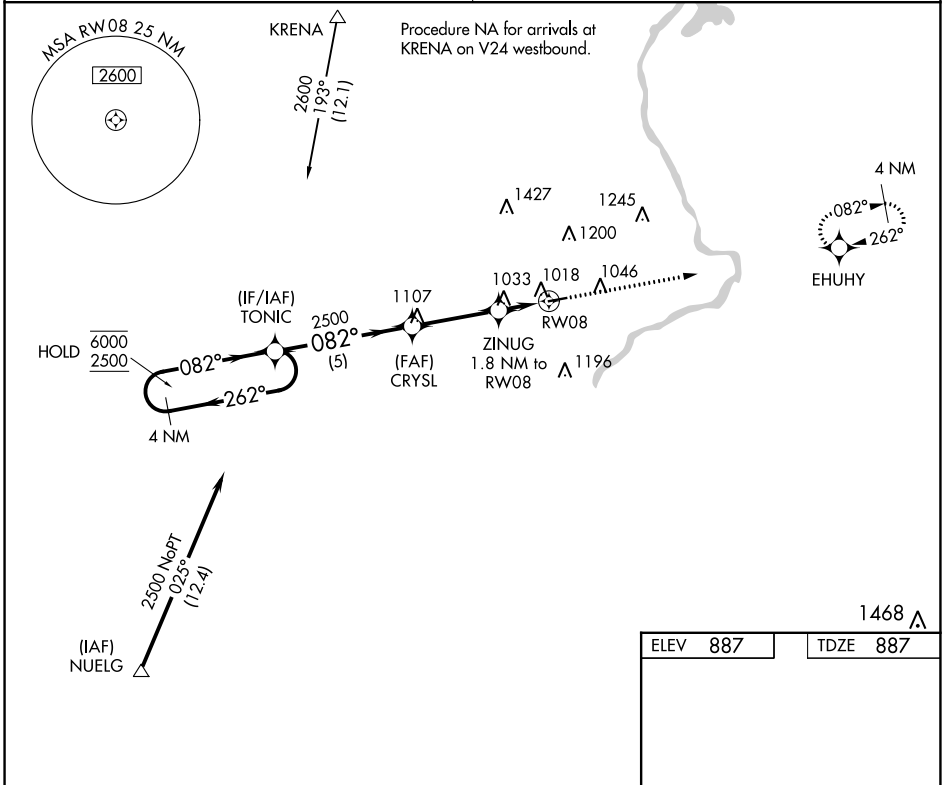 MSA RW08 25 NM
2600
KRENA
2600
193°
(12.1)
Procedure NA for arrivals at
KRENA on V24 westbound.
4 NM
082°
262°
EHUHY
1427
1245
1200
1033
1018
1046
RW08
1107
(IF/IAF)
TONIC
2500
082°
(5)
(FAF)
CRYSL
ZINUG
1.8 NM to
RW08
1196
HOLD
6000
2500
082°
262°
4 NM
2500 NoPT
025°
(12.4)
(IAF)
NUELG
1468
ELEV 887
TDZE 887